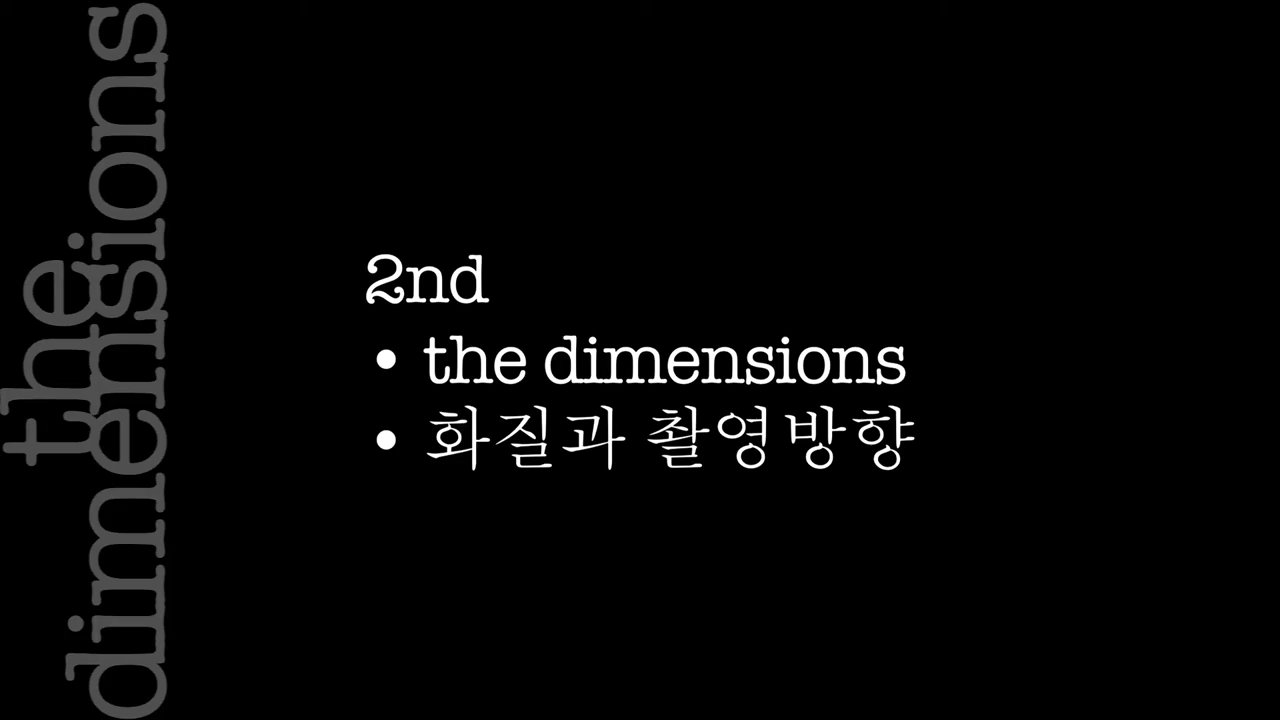 the
dimensions
2nd
• the dimensions
• 화질과 촬영방향